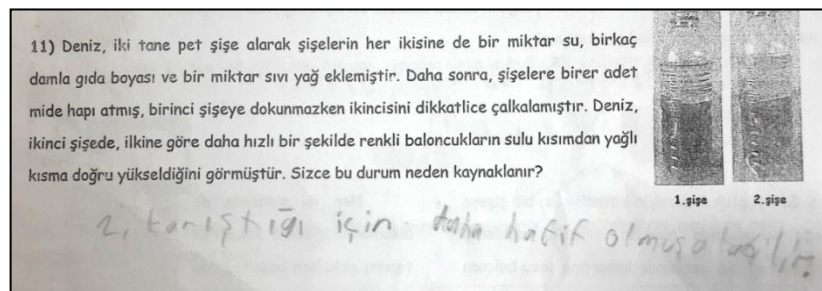 11) Deniz, iki tane pet şişe alarak şişelerin her ikisine de bir miktar su, birkaç
damla gıda boyası ve bir miktar sıvı yağ eklemiştir. Daha sonra, şişelere birer adet
mide hapı atmış, birinci şişeye dokunmazken ikincisini dikkatlice çalkalamıştır. Deniz,
ikinci şişede, ilkine göre daha hızlı bir şekilde renkli baloncukların sulu kısımdan yağlı
kısma doğru yükseldiğini görmüştür. Sizce bu durum neden kaynaklanır?
1.şişe 2.şişe
2, karıştığı için daha hafif olmuş olabilir.